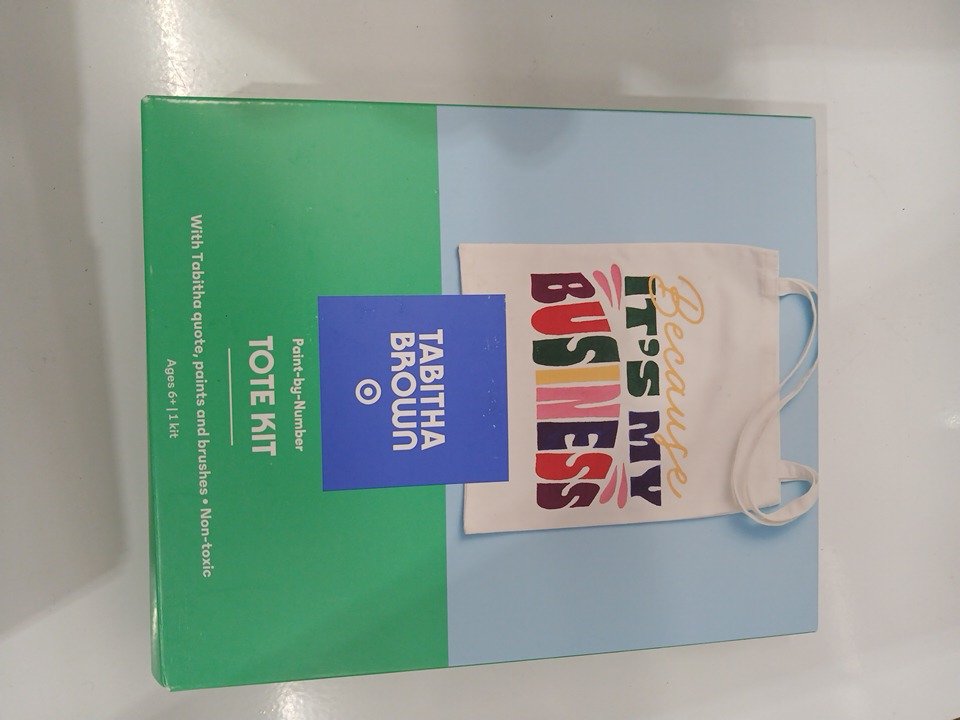 Because
IT'S MY
BUSINESS
TABITHA
BROWN
Paint-by-Number
TOTE KIT
With Tabitha quote, paints and brushes • Non-toxic
Ages 6+ | 1 kit